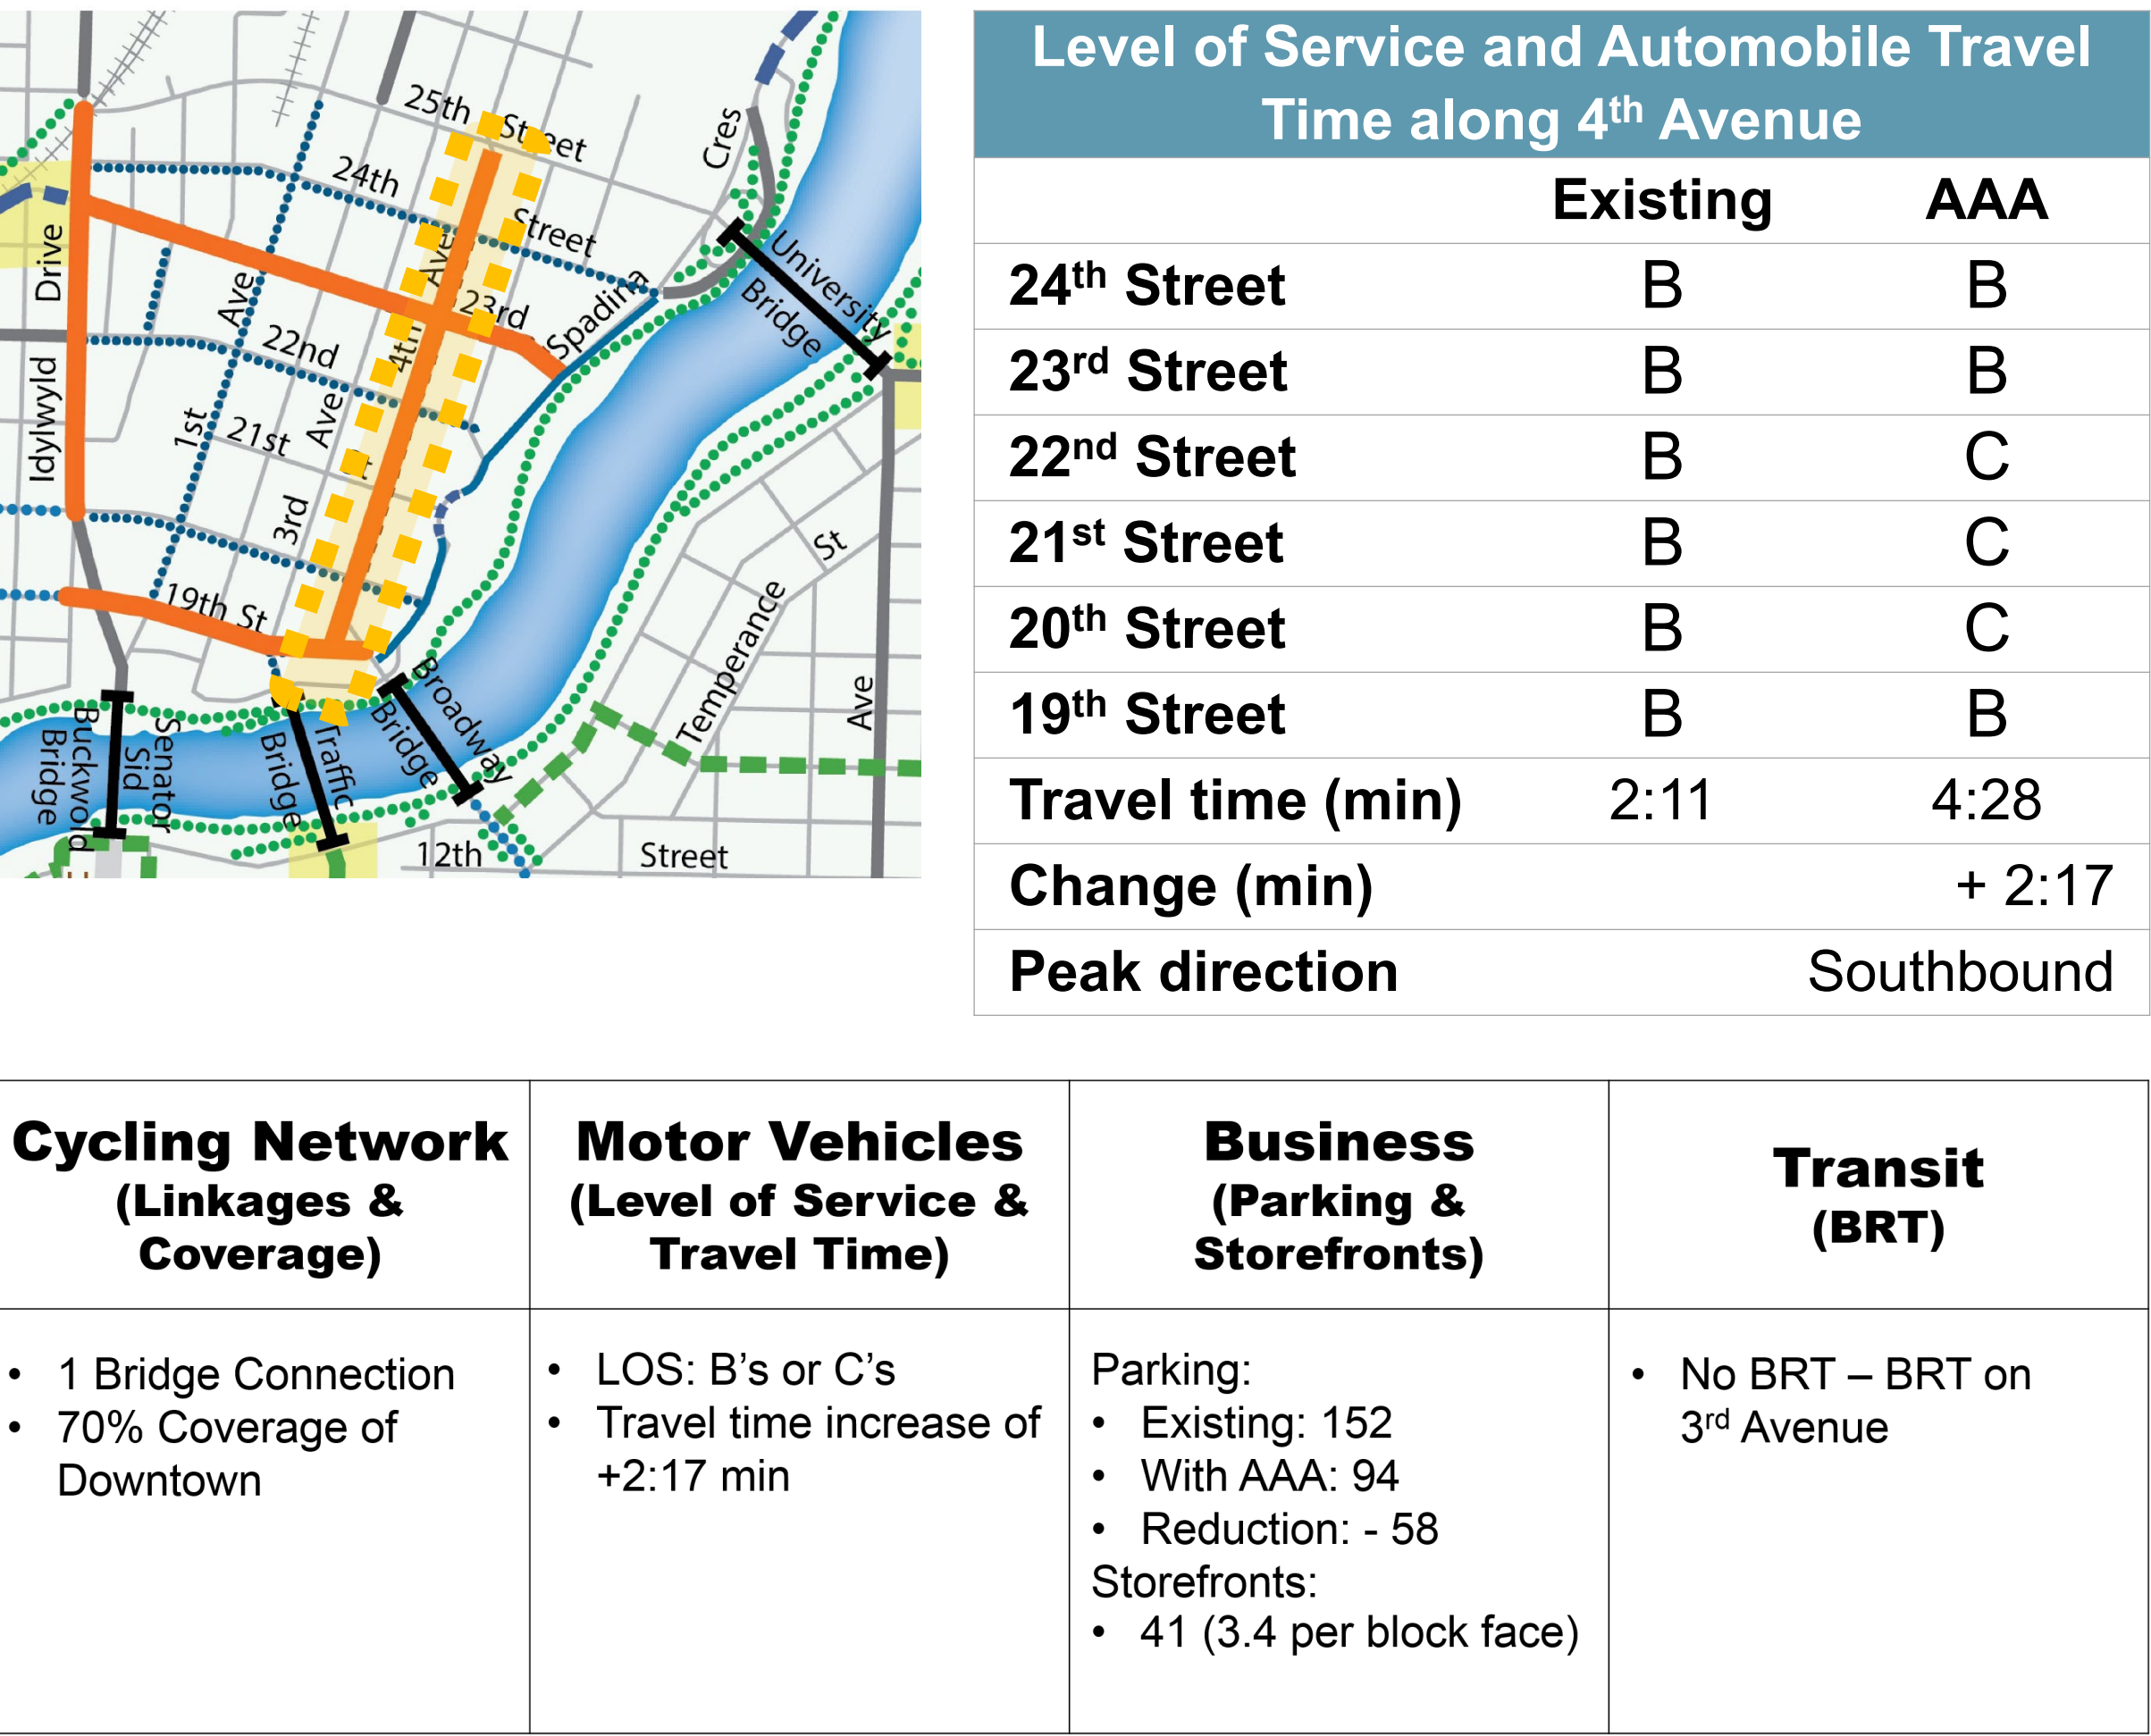 25th Street
24th
Street
Cres
Drive
Ave
Ave
23rd
Spadina
University
Bridge
22nd
4th
Idylwyld
1st
21st
Ave
St
3rd
St
19th St
Temperance
Ave
Broadway
Bridge
Traffic
Bridge
Senator
Sid
Buckwold
Bridge
12th
Street
Level of Service and Automobile Travel
Time along 4th Avenue
Existing AAA
24th Street B B
23rd Street B B
22nd Street B C
21st Street B C
20th Street B C
19th Street B B
Travel time (min) 2:11 4:28
Change (min) + 2:17
Peak direction Southbound
Cycling Network
(Linkages &
Coverage)
Motor Vehicles
(Level of Service &
Travel Time)
Business
(Parking &
Storefronts)
Transit
(BRT)
• 1 Bridge Connection
• 70% Coverage of
Downtown
• LOS: B’s or C’s
• Travel time increase of
+2:17 min
Parking:
• Existing: 152
• With AAA: 94
• Reduction: - 58
Storefronts:
• 41 (3.4 per block face)
• No BRT – BRT on
3rd Avenue